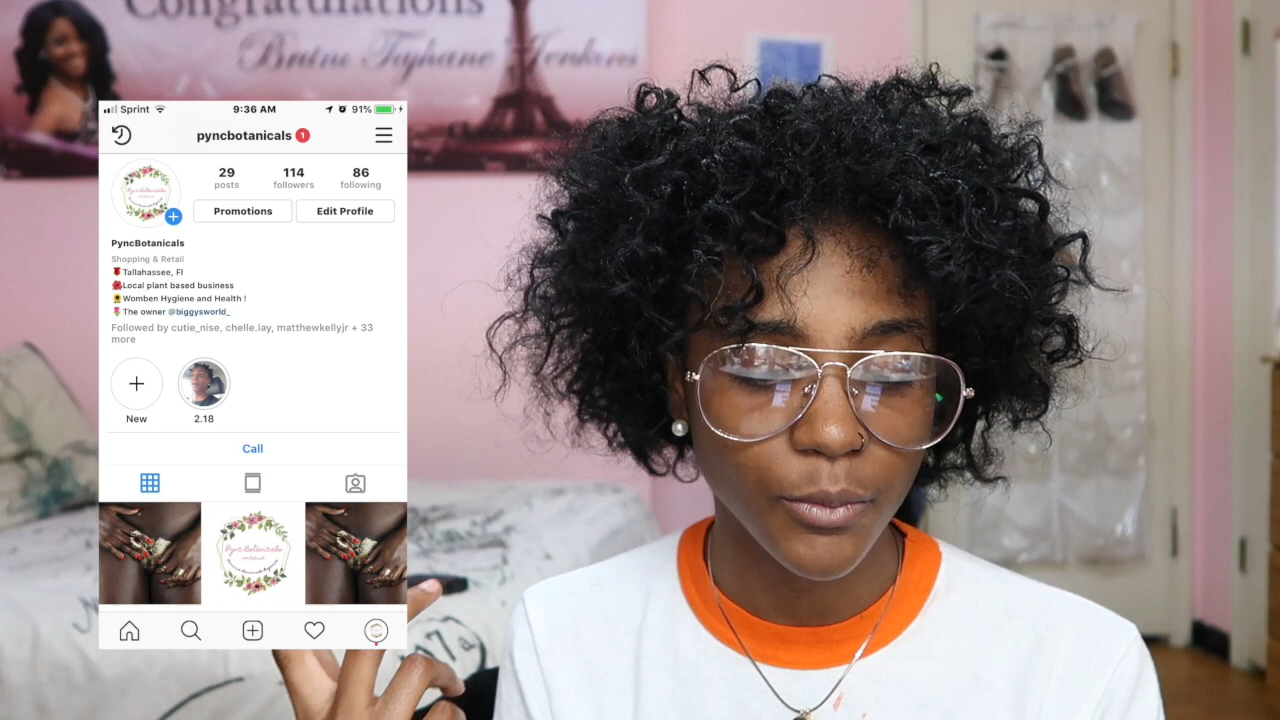 Congratulations
Sprint
9:36 AM
91%
pyncbotanicals 1
29
posts
114
followers
86
following
Promotions
Edit Profile
PyncBotanicals
Shopping & Retail
Tallahassee, Fl
Local plant based business
Womben Hygiene and Health !
The owner @biggysworld_
Followed by cutie_nise, chelle.lay, matthewkellyjr + 33
more
New
2.18
Call